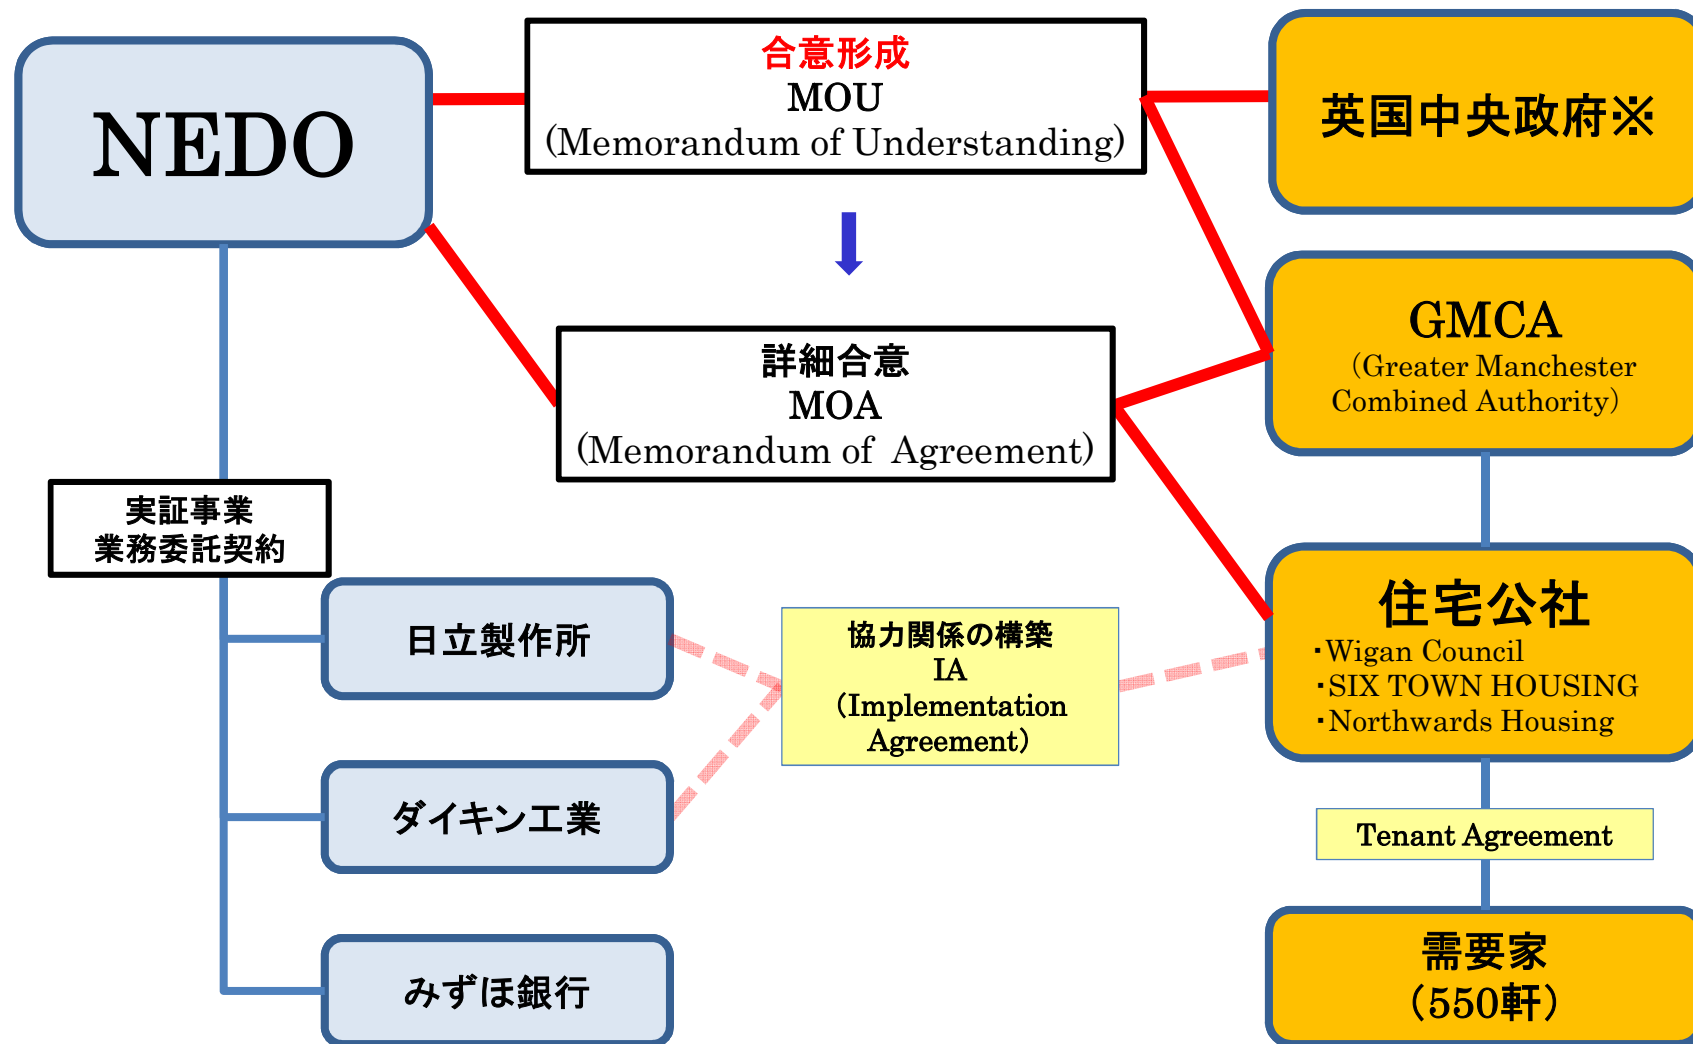 NEDO
合意形成
MOU
(Memorandum of Understanding)
英国中央政府※
詳細合意
MOA
(Memorandum of Agreement)
GMCA
（Greater Manchester
Combined Authority）
実証事業
業務委託契約
日立製作所
ダイキン工業
みずほ銀行
協力関係の構築
IA
（Implementation
Agreement）
住宅公社
・Wigan Council
・SIX TOWN HOUSING
・Northwards Housing
Tenant Agreement
需要家
（550軒）